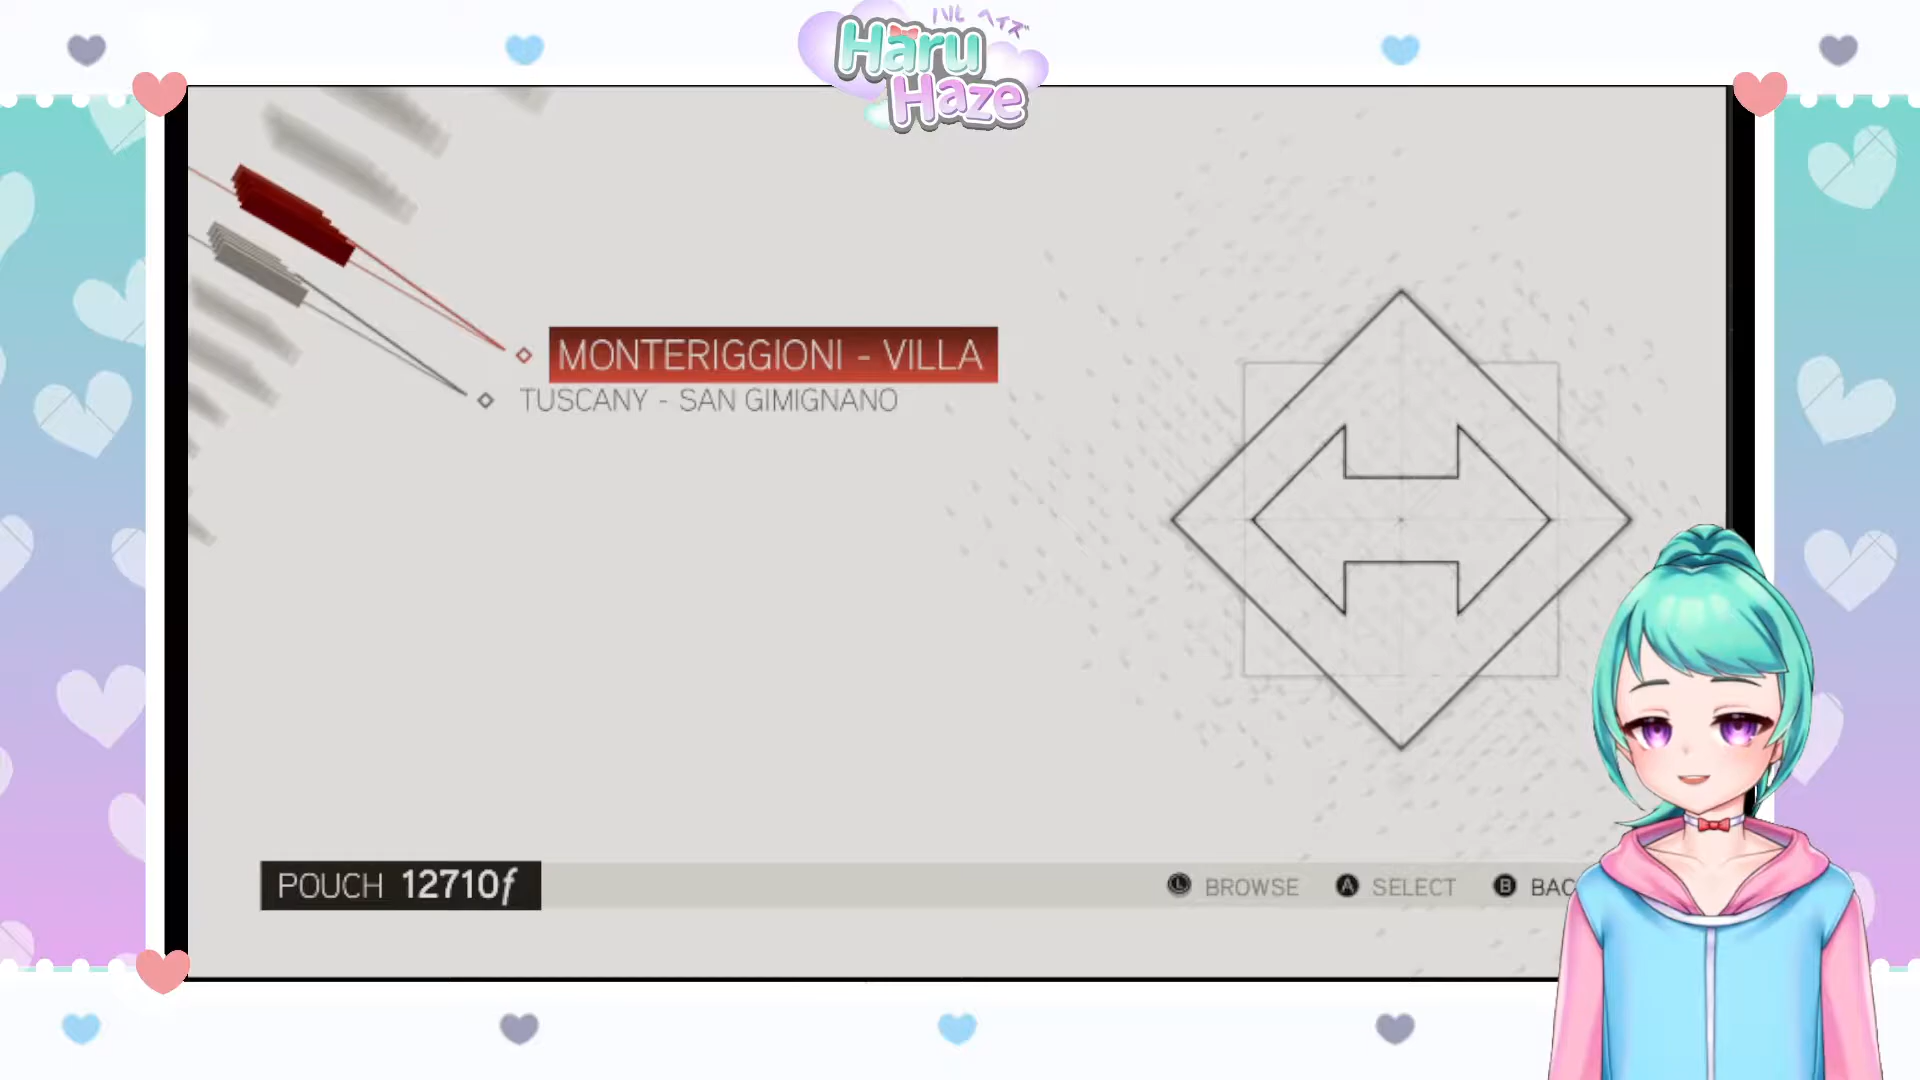 ハル ヘイズ
Haru
Haze
MONTERIGGIONI - VILLA
TUSCANY - SAN GIMIGNANO
POUCH 12710f
L BROWSE A SELECT B BAC